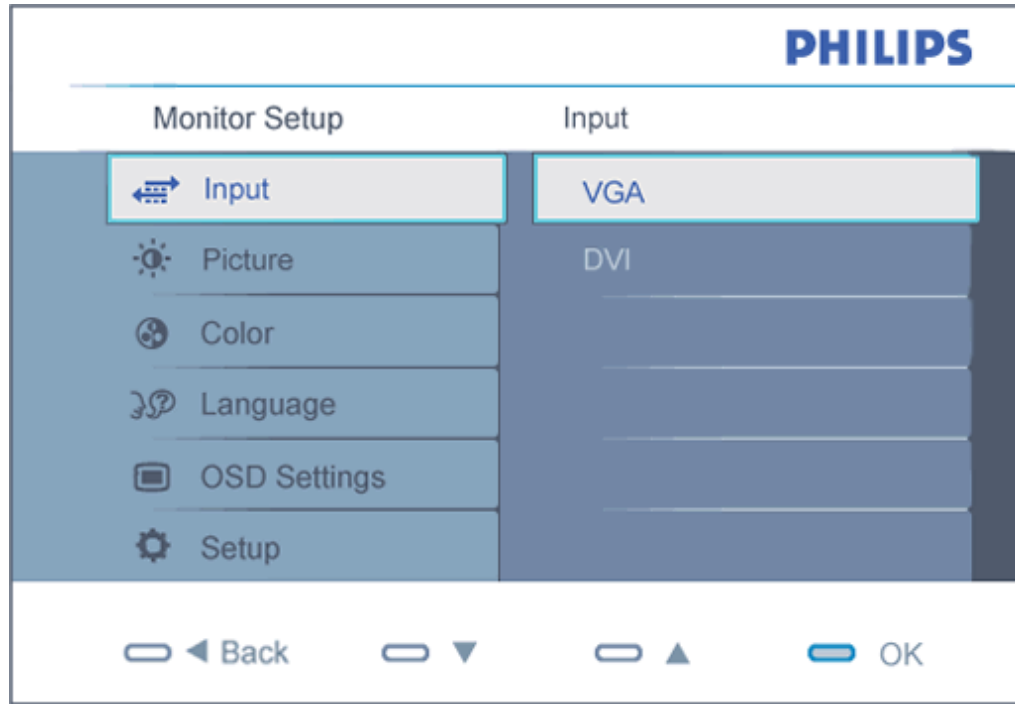 PHILIPS
Monitor Setup
Input
Input
VGA
Picture
DVI
Color
Language
OSD Settings
Setup
Back
OK